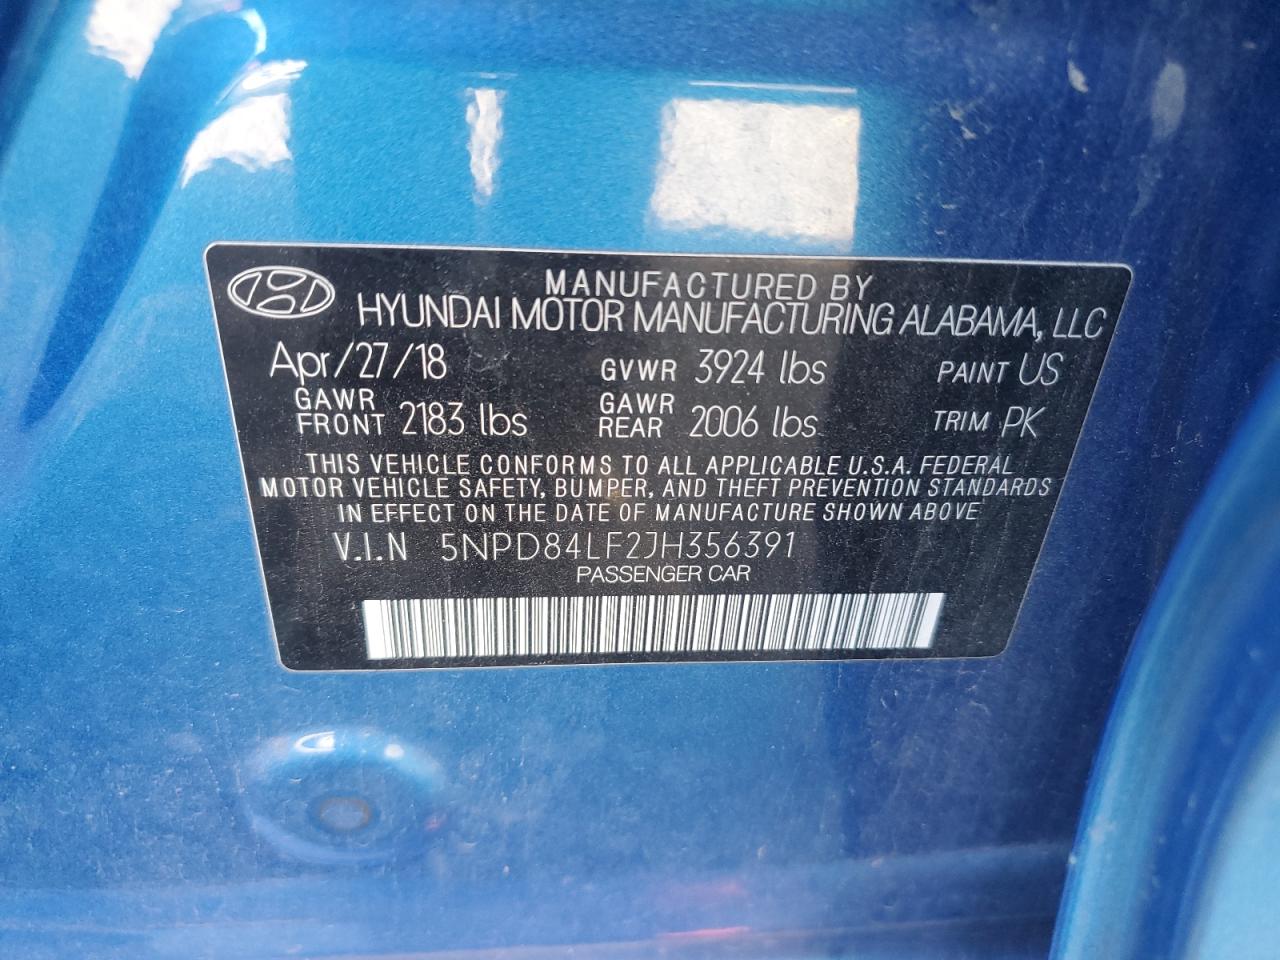 MANUFACTURED BY
HYUNDAI MOTOR MANUFACTURING ALABAMA, LLC
Apr/27/18 GVWR 3924 lbs PAINT US
GAWR FRONT 2183 lbs GAWR REAR 2006 lbs TRIM PK
THIS VEHICLE CONFORMS TO ALL APPLICABLE U.S.A. FEDERAL
MOTOR VEHICLE SAFETY, BUMPER, AND THEFT PREVENTION STANDARDS
IN EFFECT ON THE DATE OF MANUFACTURE SHOWN ABOVE
V.I.N 5NPD84LF2JH356391
PASSENGER CAR